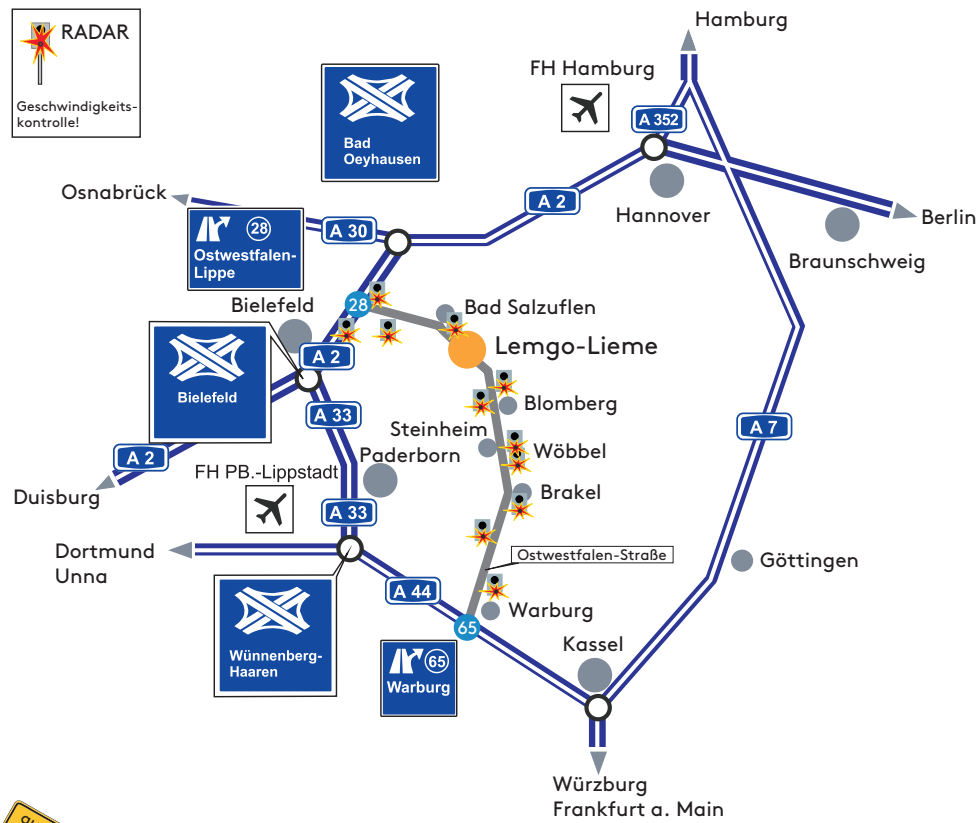 RADAR
Geschwindigkeits-
kontrolle!
Hamburg
FH Hamburg
A 352
Bad
Oeyhausen
Osnabrück
A 30
A 2
Hannover
Berlin
Braunschweig
28
Ostwestfalen-
Lippe
Bielefeld
28
Bad Salzuflen
Lemgo-Lieme
A 2
Bielefeld
A 33
Blomberg
Steinheim
Wöbbel
A 7
A 2
Paderborn
Duisburg
FH PB.-Lippstadt
Brakel
A 33
Dortmund
Unna
Ostwestfalen-Straße
Göttingen
A 44
Warburg
65
Wünnenberg-
Haaren
65
Warburg
Kassel
Würzburg
Frankfurt a. Main